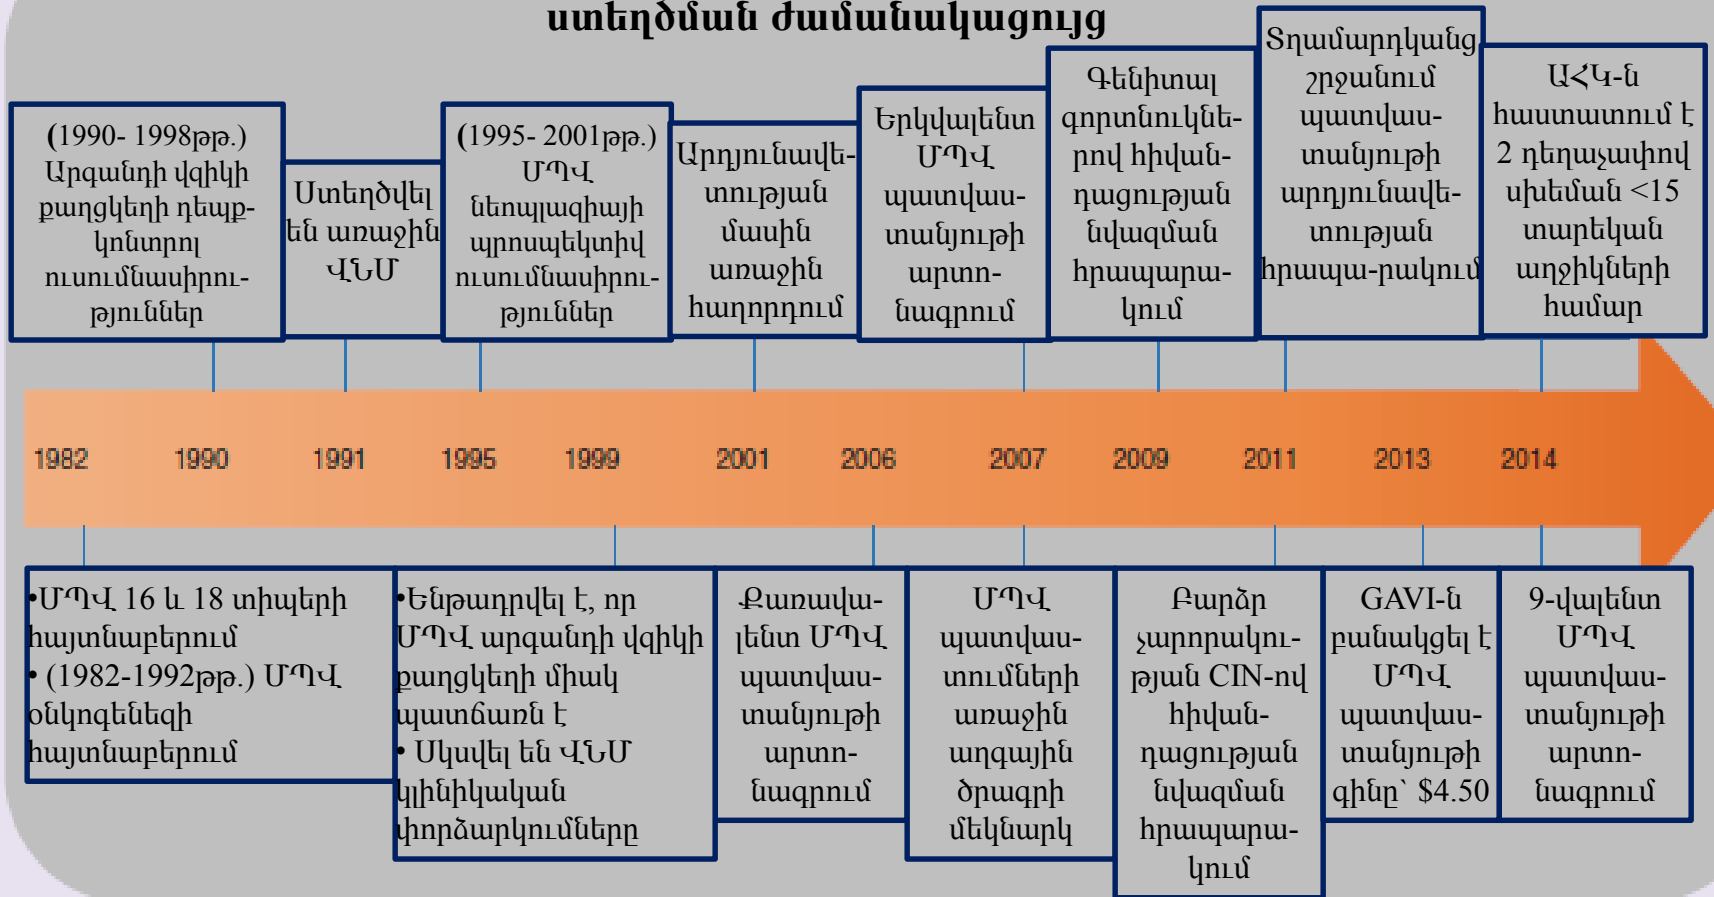 ստեղծման ժամանակացույց
(1990- 1998թթ.)
Արգանդի վզիկի
քաղցկեղի դեպք-
կոնտրոլ
ուսումնասիրու-
թյուններ
Ստեղծվել
են առաջին
ՎՆՄ
(1995- 2001թթ.)
ՄՊՎ
նեոպլազիայի
պրոսպեկտիվ
ուսումնասիրու-
թյուններ
Արդյունավե-
տության
մասին
առաջին
հաղորդում
Երկվալենտ
ՄՊՎ
պատվաս-
տանյութի
արտո-
նագրում
Գենիտալ
գորտնուկնե-
րով հիվան-
դացության
նվազման
հրապարա-
կում
Տղամարդկանց
շրջանում
պատվաս-
տանյութի
արդյունավե-
տության
հրապա-րակում
ԱՀԿ-ն
հաստատում է
2 դեղաչափով
սխեման <15
տարեկան
աղջիկների
համար
1982 1990 1991 1995 1999 2001 2006 2007 2009 2011 2013 2014
•ՄՊՎ 16 և 18 տիպերի
հայտնաբերում
• (1982-1992թթ.) ՄՊՎ
օնկոգենեզի
հայտնաբերում
•Ենթադրվել է, որ
ՄՊՎ արգանդի վզիկի
քաղցկեղի միակ
պատճառն է
• Սկսվել են ՎՆՄ
կլինիկական
փորձարկումները
Քառավա-
լենտ ՄՊՎ
պատվաս-
տանյութի
արտո-
նագրում
ՄՊՎ
պատվաս-
տումների
առաջին
ազգային
ծրագրի
մեկնարկ
Բարձր
չարորակու-
թյան CIN-ով
հիվան-
դացության
նվազման
հրապարա-
կում
GAVI-ն
բանակցել է
ՄՊՎ
պատվաս-
տանյութի
գինը՝ $4.50
9-վալենտ
ՄՊՎ
պատվաս-
տանյութի
արտո-
նագրում